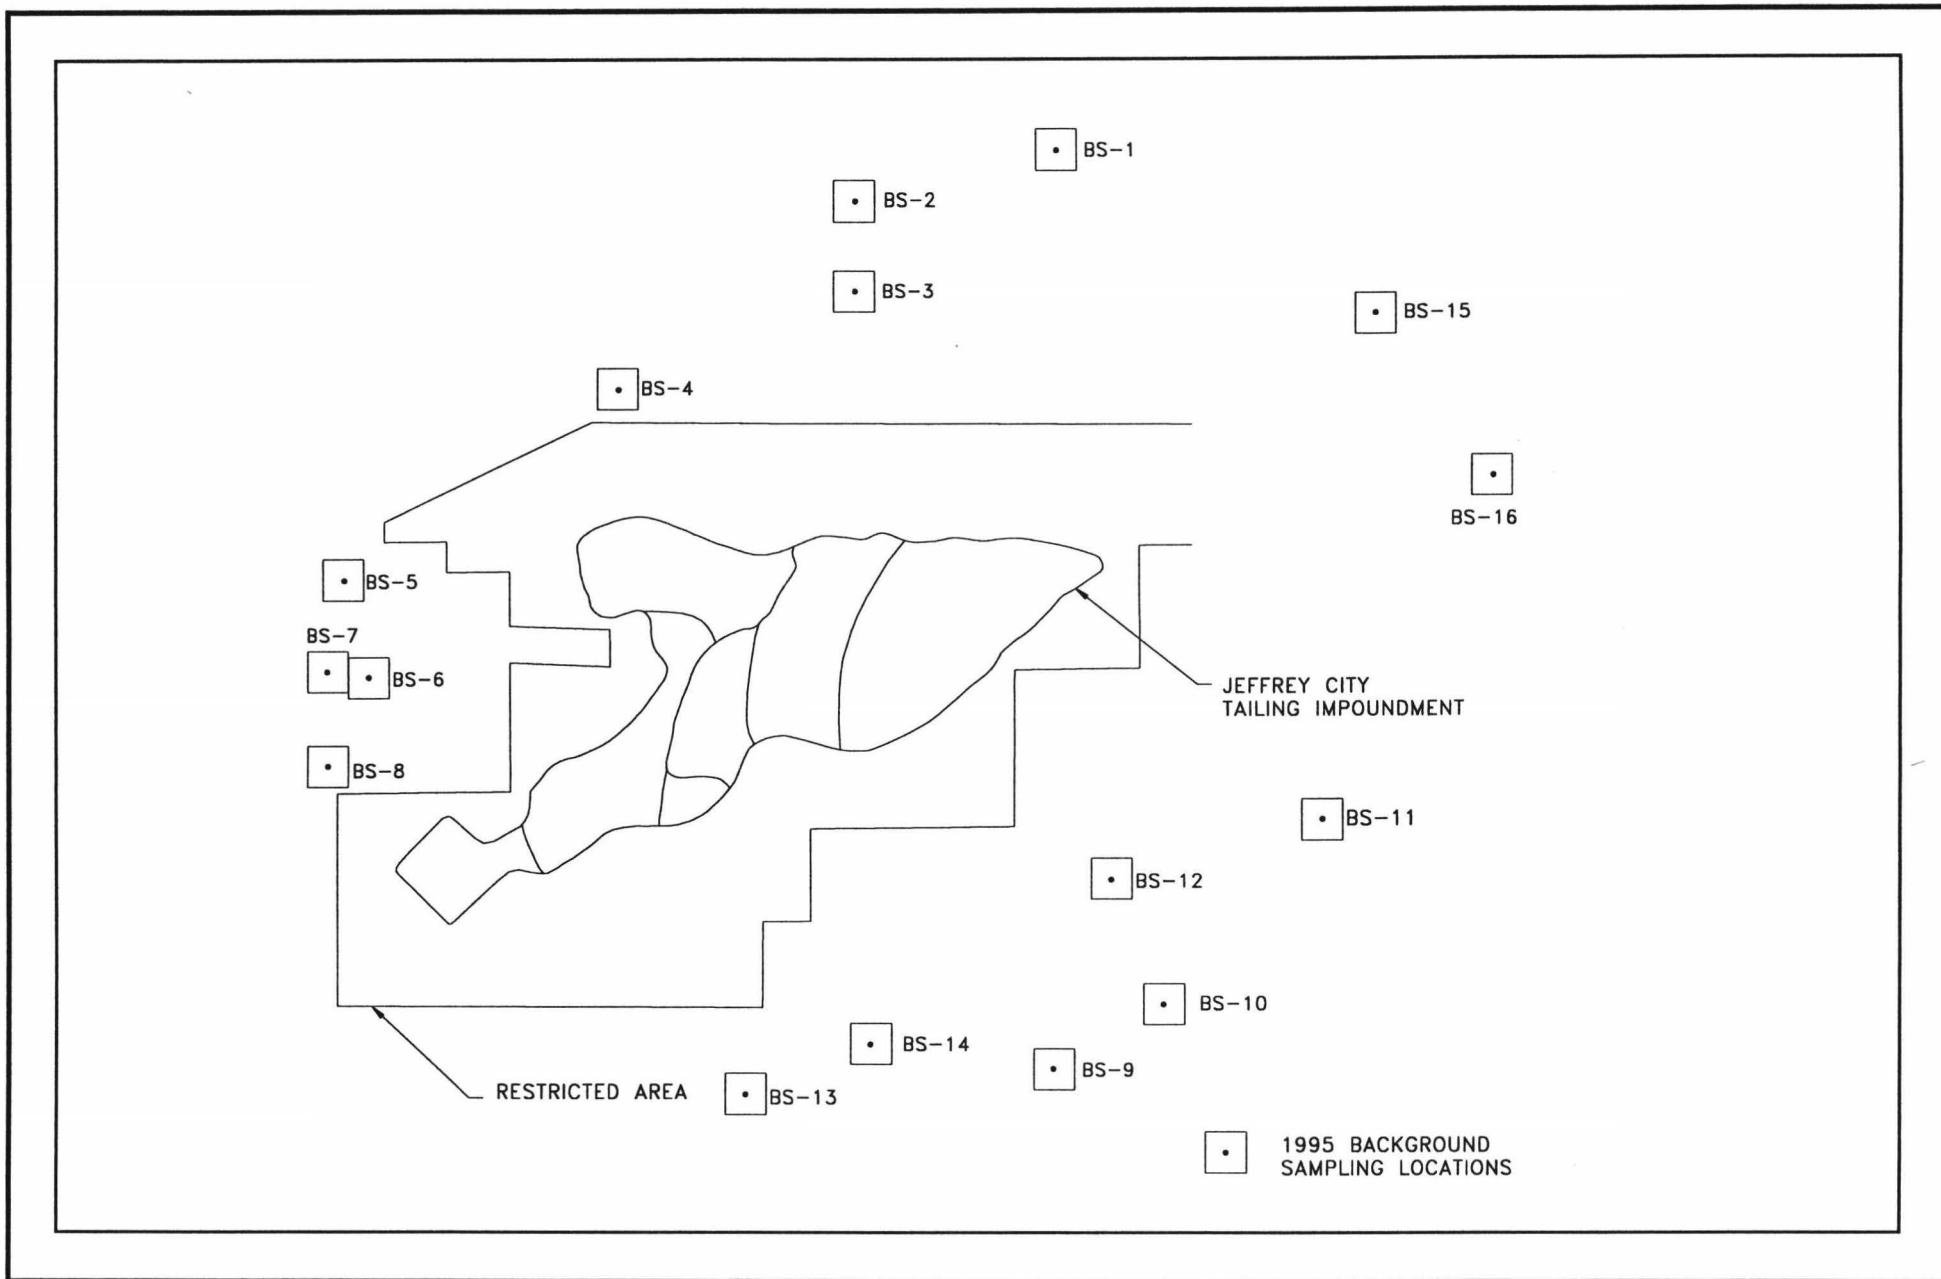 BS-1
BS-2
BS-3
BS-15
BS-4
BS-16
BS-5
BS-7
BS-6
JEFFREY CITY
TAILING IMPOUNDMENT
BS-8
BS-11
BS-12
BS-10
BS-14
BS-9
RESTRICTED AREA
BS-13
1995 BACKGROUND
SAMPLING LOCATIONS